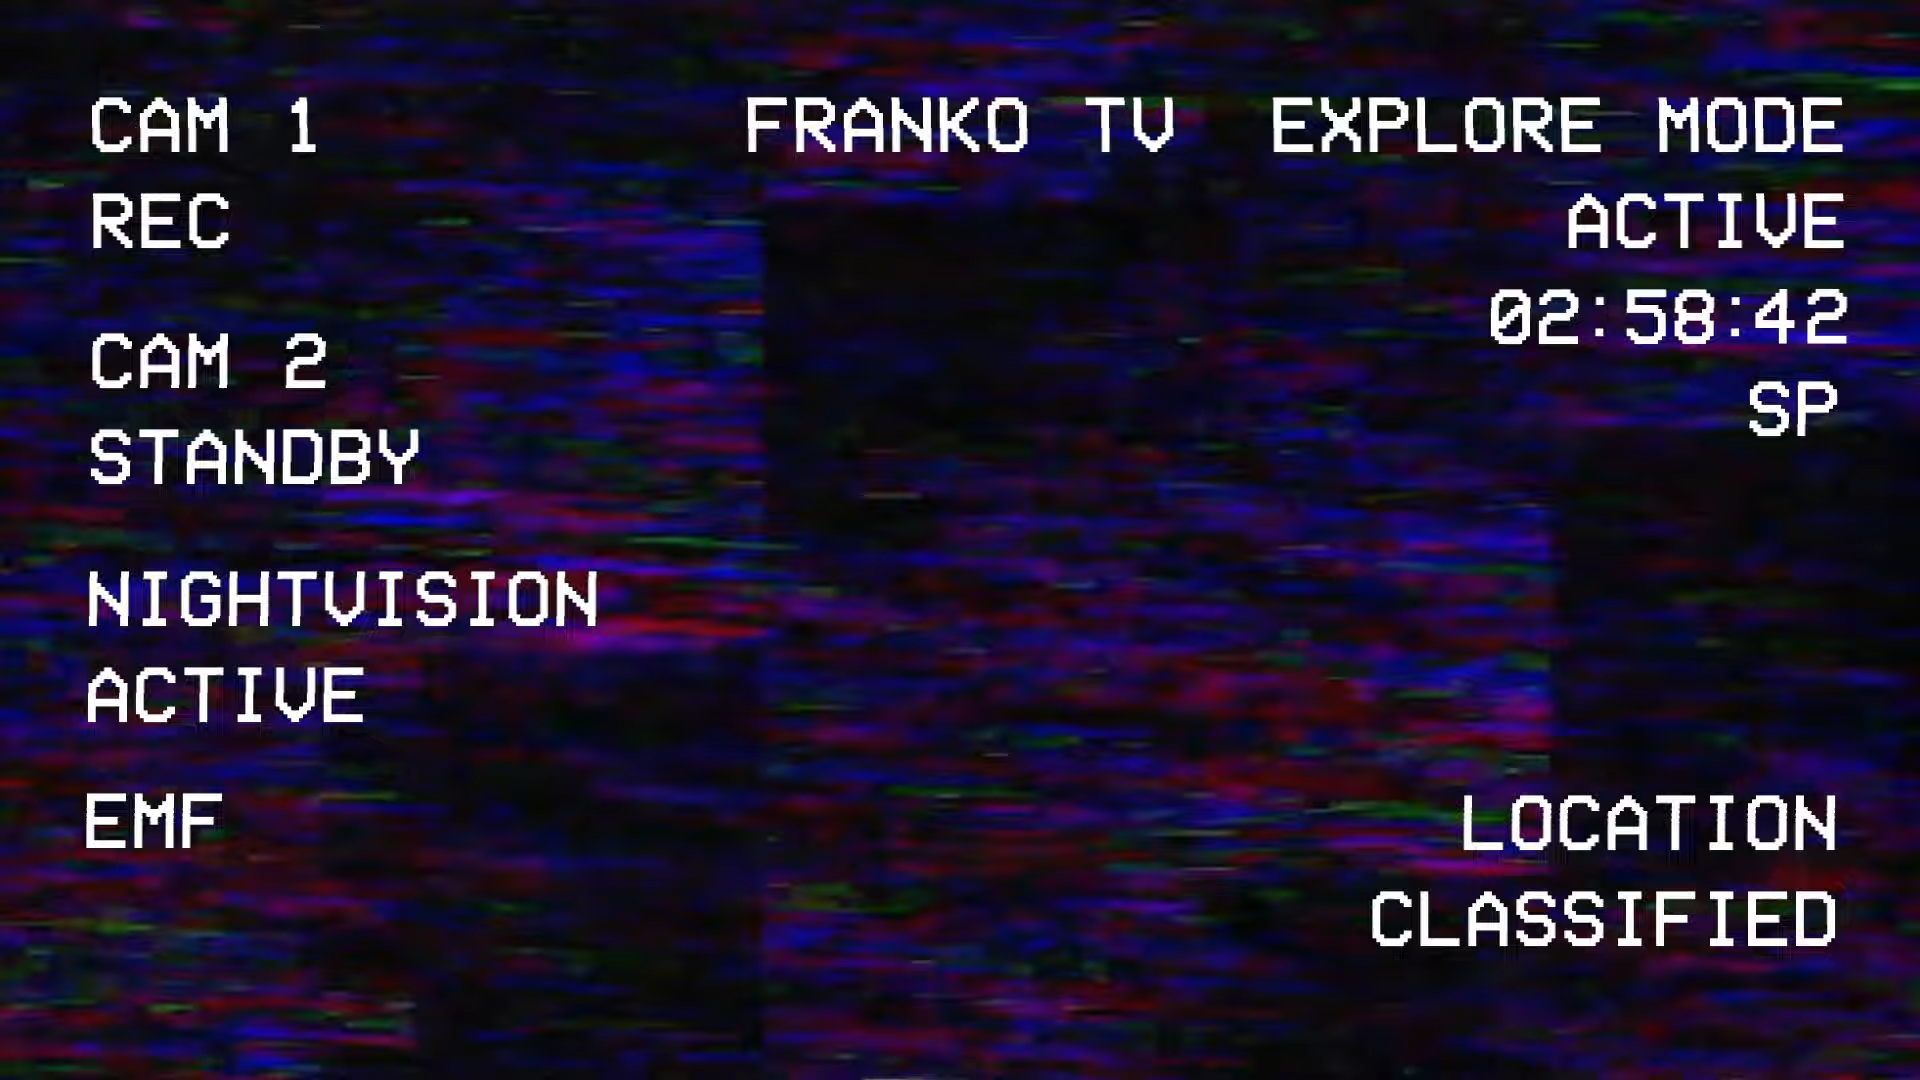 CAM 1
REC
CAM 2
STANDBY
NIGHTVISION
ACTIVE
EMF
FRANKO TV
EXPLORE MODE
ACTIVE
02:58:42
SP
LOCATION
CLASSIFIED